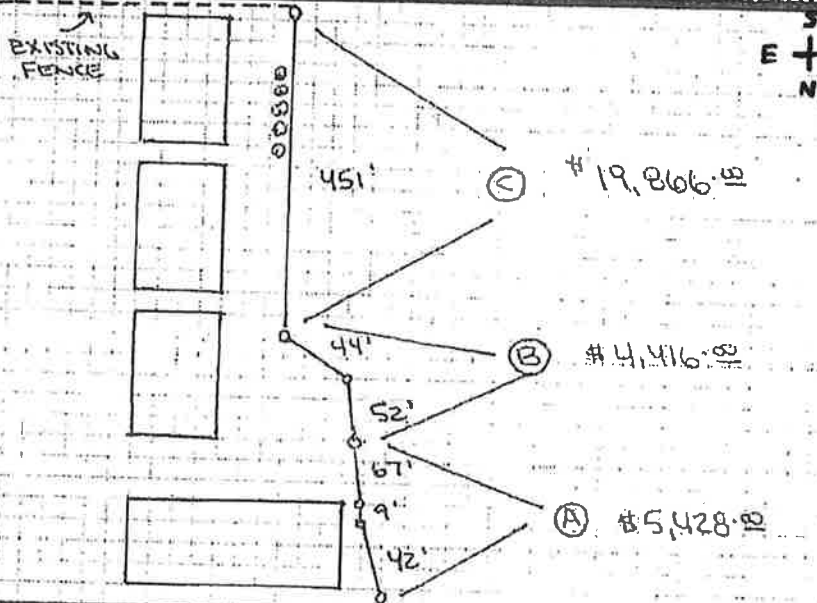 EXISTING
FENCE
S
E
N
451'
C $19,866.00
44'
B $4,416.00
52'
67'
9'
A $5,428.00
42'